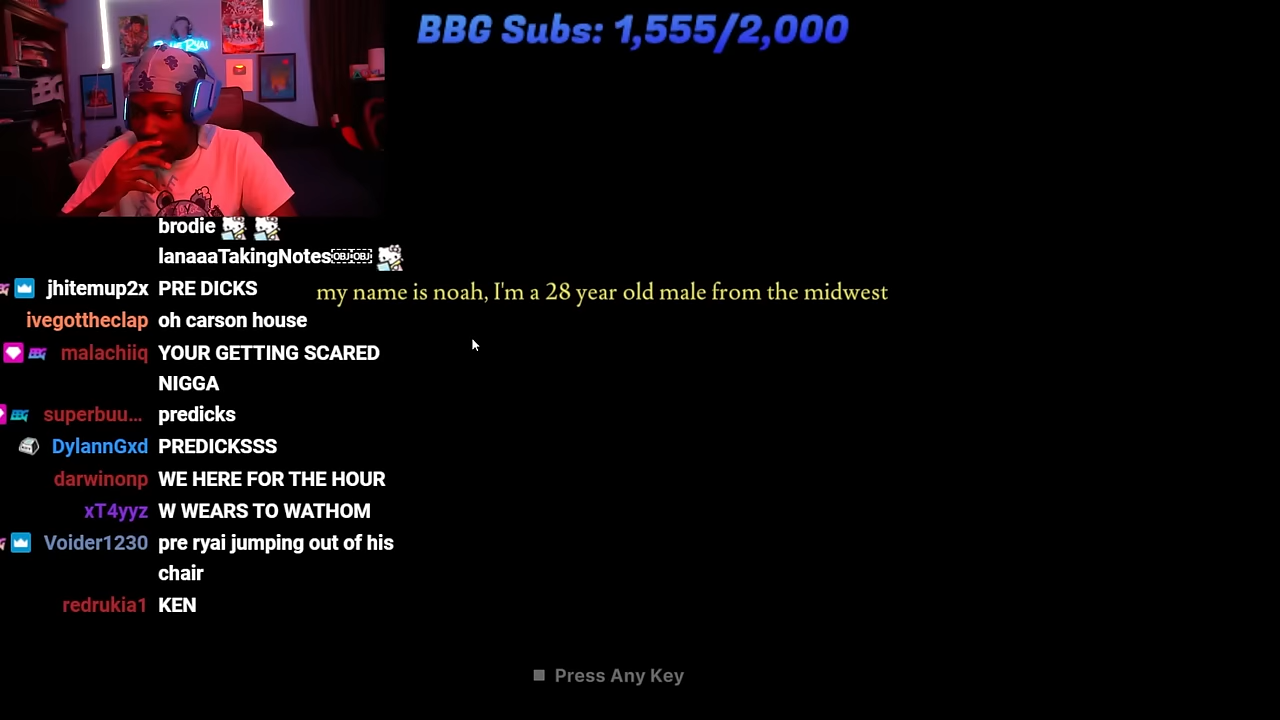 BBG Subs: 1,555/2,000
brodie
lanaaaTakingNotes
jhitemup2x PRE DICKS
my name is noah, I'm a 28 year old male from the midwest
ivegottheclap oh carson house
malachiiq YOUR GETTING SCARED
NIGGA
superbuu... predicks
DylannGxd PREDICKSSS
darwinonp WE HERE FOR THE HOUR
xT4yyz W WEARS TO WATHOM
Voider1230 pre ryai jumping out of his
chair
redrukia1 KEN
Press Any Key